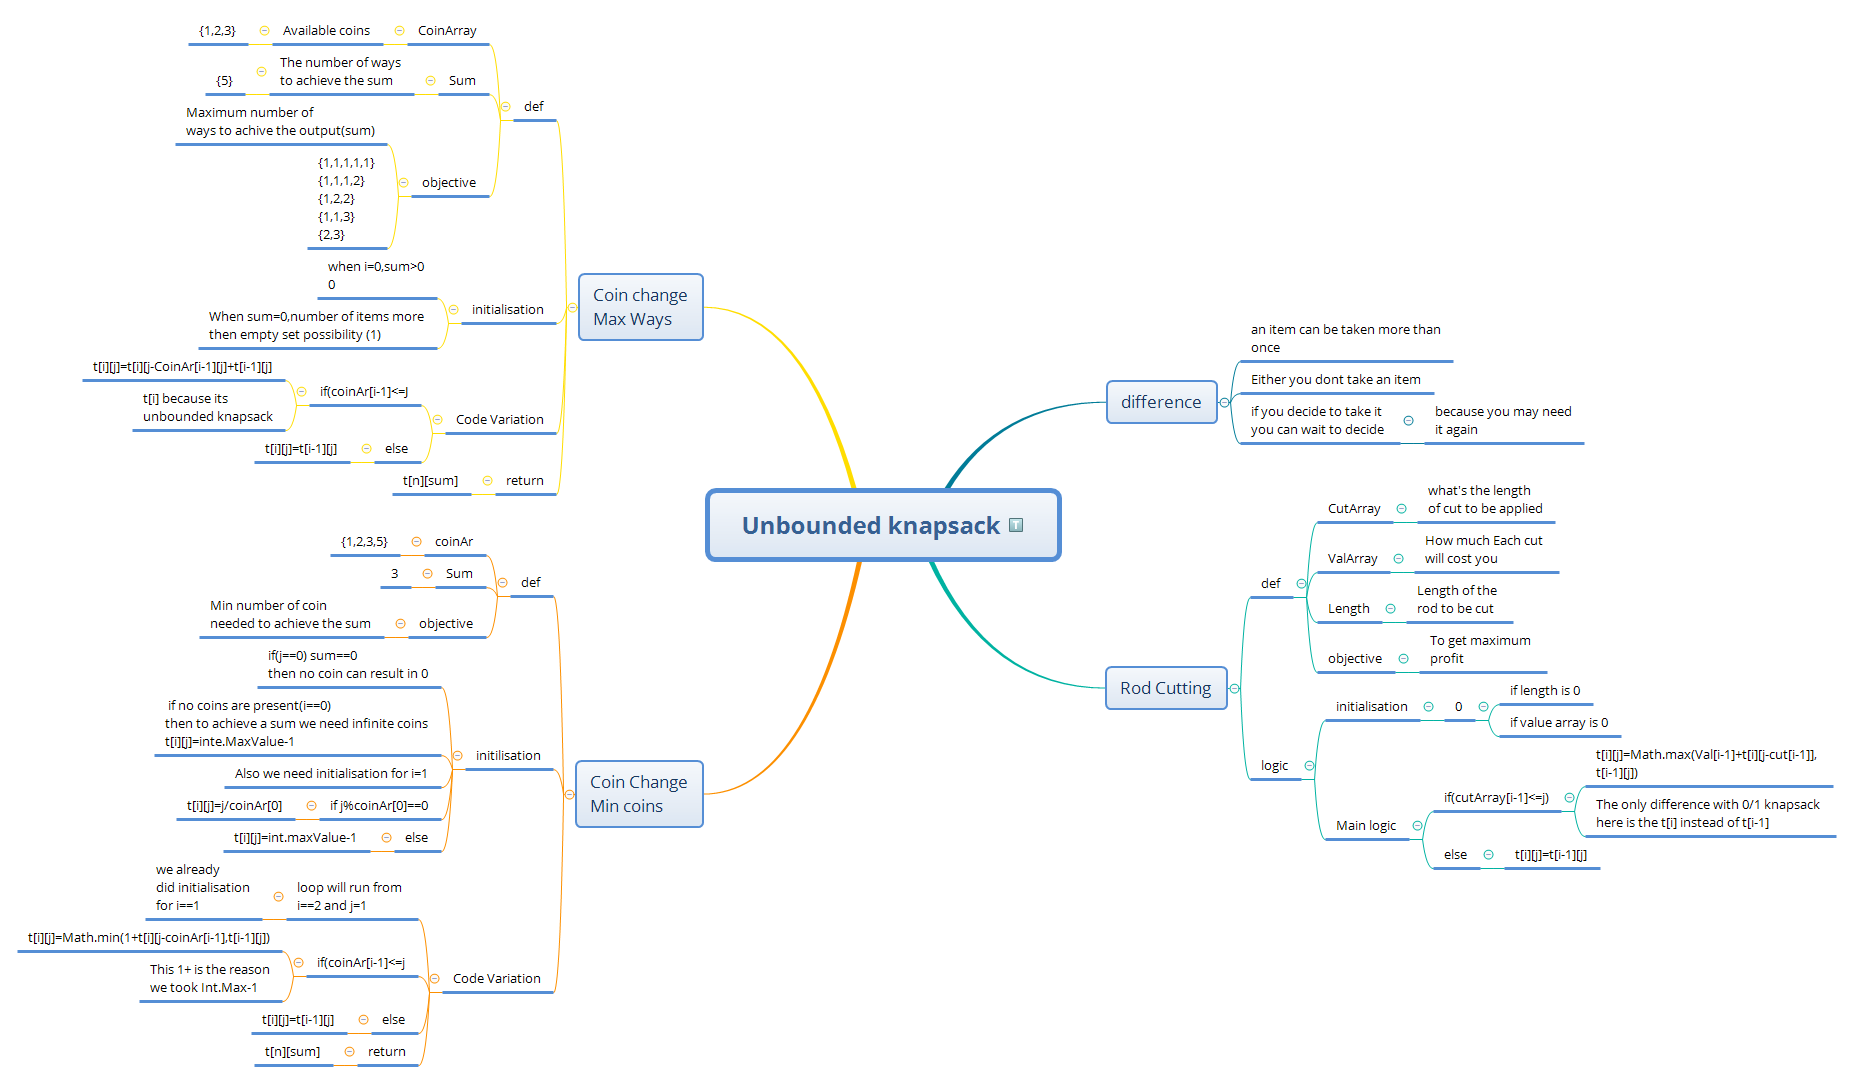 Unbounded knapsack
T
Coin change
Max Ways
def
CoinArray
Available coins
{1,2,3}
Sum
The number of ways
to achieve the sum
{5}
objective
Maximum number of
ways to achive the output(sum)
{1,1,1,1,1}
{1,1,1,2}
{1,2,2}
{1,1,3}
{2,3}
initialisation
when i=0,sum>0
0
When sum=0,number of items more
then empty set possibility (1)
Code Variation
if(coinAr[i-1]<=J
t[i][j]=t[i][j-CoinAr[i-1][j]+t[i-1][j]
t[i] because its
unbounded knapsack
else
t[i][j]=t[i-1][j]
return
t[n][sum]
Coin Change
Min coins
def
coinAr
{1,2,3,5}
Sum
3
objective
Min number of coin
needed to achieve the sum
initilisation
if(j==0) sum==0
then no coin can result in 0
if no coins are present(i==0)
then to achieve a sum we need infinite coins
t[i][j]=inte.MaxValue-1
Also we need initialisation for i=1
if j%coinAr[0]==0
t[i][j]=j/coinAr[0]
else
t[i][j]=int.maxValue-1
Code Variation
loop will run from
i==2 and j=1
we already
did initialisation
for i==1
if(coinAr[i-1]<=j
t[i][j]=Math.min(1+t[i][j-coinAr[i-1],t[i-1][j])
This 1+ is the reason
we took Int.Max-1
else
t[i][j]=t[i-1][j]
return
t[n][sum]
difference
an item can be taken more than
once
Either you dont take an item
if you decide to take it
you can wait to decide
because you may need
it again
Rod Cutting
def
CutArray
what's the length
of cut to be applied
ValArray
How much Each cut
will cost you
Length
Length of the
rod to be cut
objective
To get maximum
profit
logic
initialisation
0
if length is 0
if value array is 0
Main logic
if(cutArray[i-1]<=j)
t[i][j]=Math.max(Val[i-1]+t[i][j-cut[i-1]],
t[i-1][j])
The only difference with 0/1 knapsack
here is the t[i] instead of t[i-1]
else
t[i][j]=t[i-1][j]